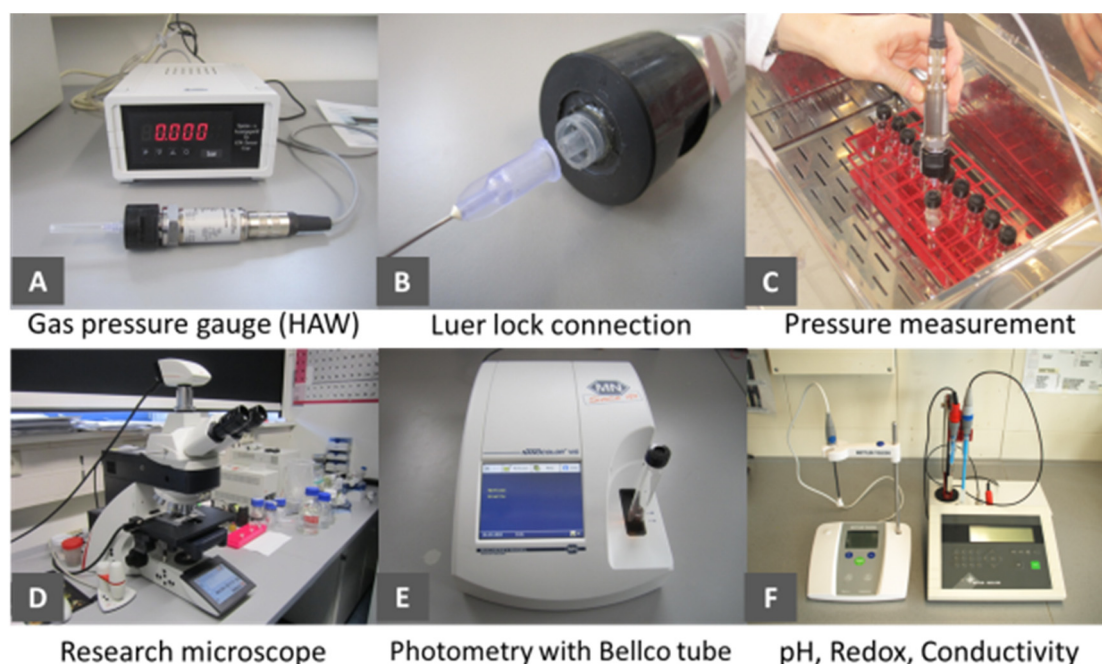 0.000
bar
A
B
C
Gas pressure gauge (HAW)
Luer lock connection
Pressure measurement
MN
D
E
F
Research microscope
Photometry with Bellco tube
pH, Redox, Conductivity